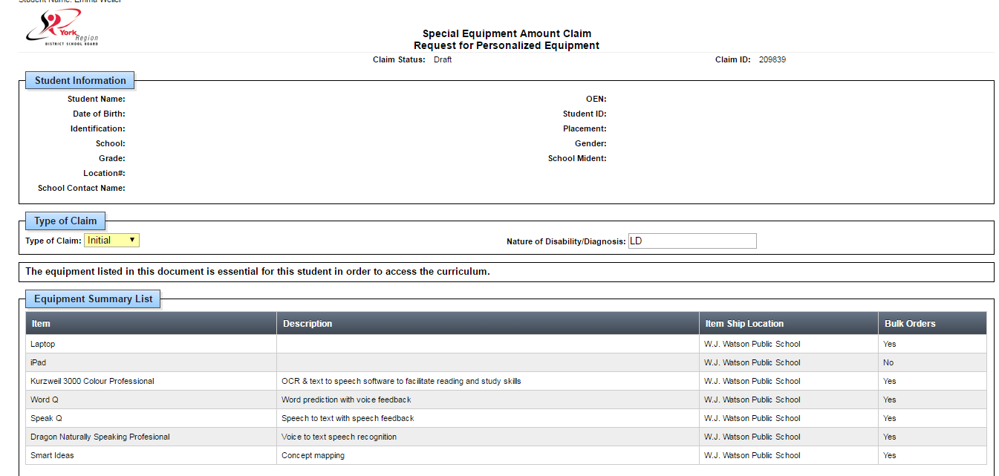 Student Name: Emma Weller
York Region
DISTRICT SCHOOL BOARD
Special Equipment Amount Claim
Request for Personalized Equipment
Claim Status: Draft Claim ID: 209839
Student Information
Student Name: OEN:
Date of Birth: Student ID:
Identification: Placement:
School: Gender:
Grade: School Mident:
Location#:
School Contact Name:
Type of Claim
Type of Claim: Initial Nature of Disability/Diagnosis: LD
The equipment listed in this document is essential for this student in order to access the curriculum.
Equipment Summary List
Item Description Item Ship Location Bulk Orders
Laptop W.J. Watson Public School Yes
iPad W.J. Watson Public School No
Kurzweil 3000 Colour Professional OCR & text to speech software to facilitate reading and study skills W.J. Watson Public School Yes
Word Q Word prediction with voice feedback W.J. Watson Public School Yes
Speak Q Speech to text with speech feedback W.J. Watson Public School Yes
Dragon Naturally Speaking Profesional Voice to text speech recognition W.J. Watson Public School Yes
Smart Ideas Concept mapping W.J. Watson Public School Yes